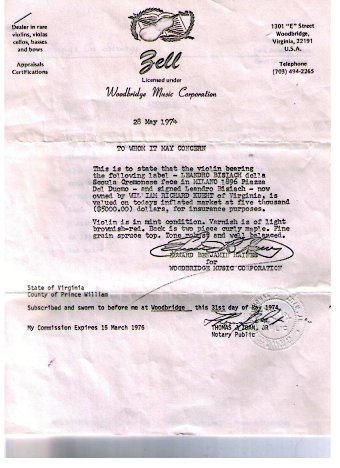 Dealer in rare
violins, violas
cellos, basses
and bows
Appraisals
Certifications
1301 "E" Street
Woodbridge,
Virginia, 22191
U.S.A.
Telephone
(703) 494-2265
Zell
Licensed under
Woodbridge Music Corporation
28 May 1974
TO WHOM IT MAY CONCERN
This is to state that the violin bearing
the following label - LEANDRO BISIACH della
Scuola Cremonese fece in MILANO 1896 Piazza
Del Duomo - and signed Leandro Bisiach - now
owned by WILLIAM RICHARD of Virginia, is
valued on todays inflated market at five thousand
($5000.00) dollars, for insurance purposes.
Violin is in mint condition. Varnish is of light
brownish-red. Back is two piece curly maple. Fine
grain spruce top. Tone robust and well balanced.
EDWARD BENJAMIN
for
WOODBRIDGE MUSIC CORPORATION
State of Virginia
County of Prince William
Subscribed and sworn to before me at Woodbridge this 31st day of May 1974
My Commission Expires 15 March 1976
THOMAS JR
Notary Public